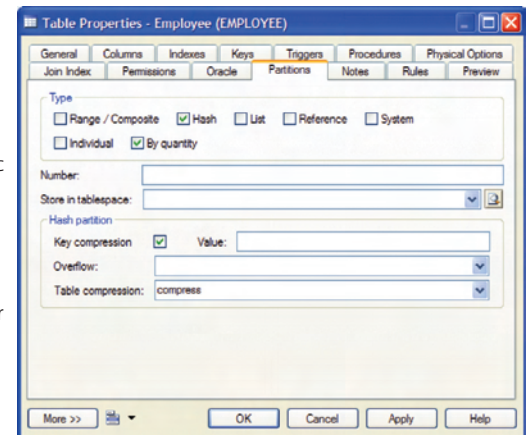 Table Properties - Employee (EMPLOYEE)
General Columns Indexes Keys Triggers Procedures Physical Options
Join Index Permissions Oracle Partitions Notes Rules Preview
Type
Range / Composite Hash List Reference System
Individual By quantity
c
Number:
Store in tablespace:
Hash partition
Key compression Value:
Overflow:
r
Table compression: compress
More >> OK Cancel Apply Help